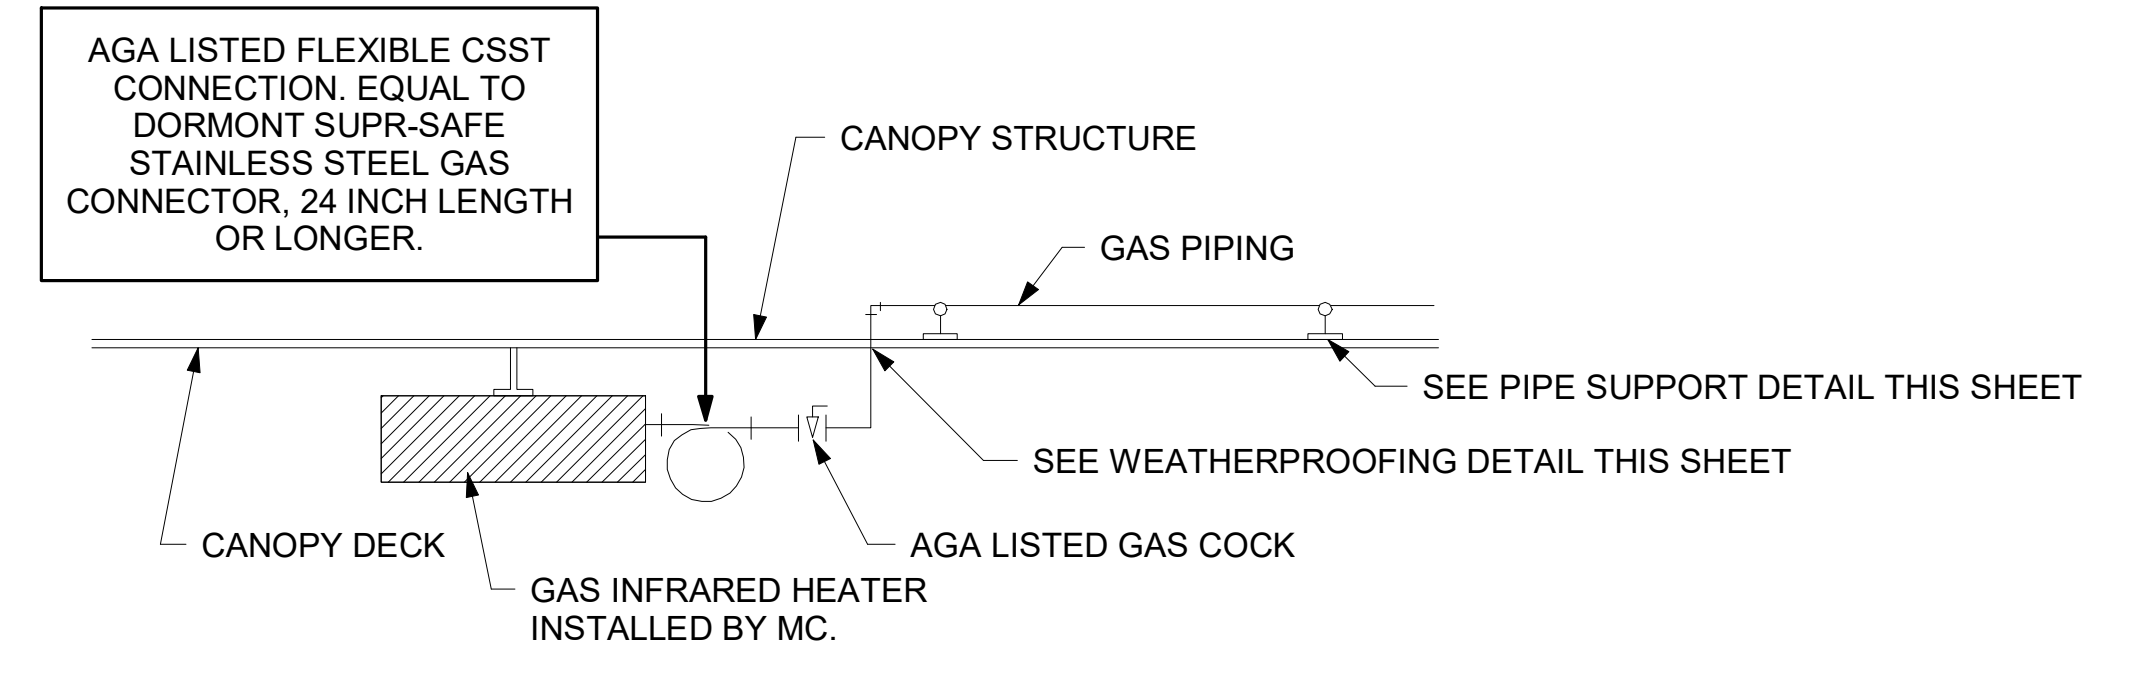 AGA LISTED FLEXIBLE CSST
CONNECTION. EQUAL TO
DORMONT SUPR-SAFE
STAINLESS STEEL GAS
CONNECTOR, 24 INCH LENGTH
OR LONGER.
CANOPY STRUCTURE
GAS PIPING
SEE PIPE SUPPORT DETAIL THIS SHEET
SEE WEATHERPROOFING DETAIL THIS SHEET
CANOPY DECK
AGA LISTED GAS COCK
GAS INFRARED HEATER
INSTALLED BY MC.